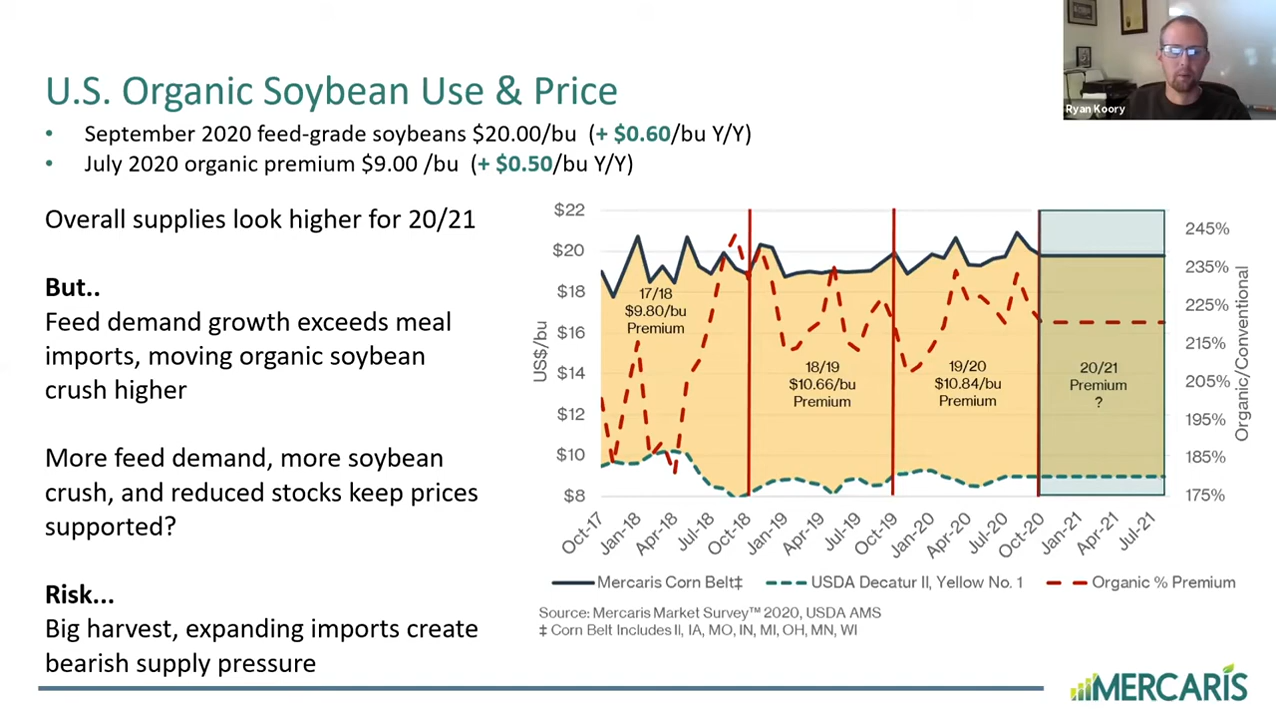 Ryan Koory
U.S. Organic Soybean Use & Price
• September 2020 feed-grade soybeans $20.00/bu (+ $0.60/bu Y/Y)
• July 2020 organic premium $9.00 /bu (+ $0.50/bu Y/Y)
Overall supplies look higher for 20/21
But..
Feed demand growth exceeds meal
imports, moving organic soybean
crush higher
More feed demand, more soybean
crush, and reduced stocks keep prices
supported?
Risk...
Big harvest, expanding imports create
bearish supply pressure
US$/bu
$22
$20
$18
$16
$14
$12
$10
$8
17/18
$9.80/bu
Premium
18/19
$10.66/bu
Premium
19/20
$10.84/bu
Premium
20/21
Premium
?
245%
235%
225%
215%
205%
195%
185%
175%
Organic/Conventional
Oct-17 Jan-18 Apr-18 Jul-18 Oct-18 Jan-19 Apr-19 Jul-19 Oct-19 Jan-20 Apr-20 Jul-20 Oct-20 Jan-21 Apr-21 Jul-21
Mercaris Corn Belt‡ USDA Decatur Il, Yellow No. 1 Organic % Premium
Source: Mercaris Market Survey™ 2020, USDA AMS
‡ Corn Belt Includes Il, IA, MO, IN, MI, OH, MN, WI
MERCARIS